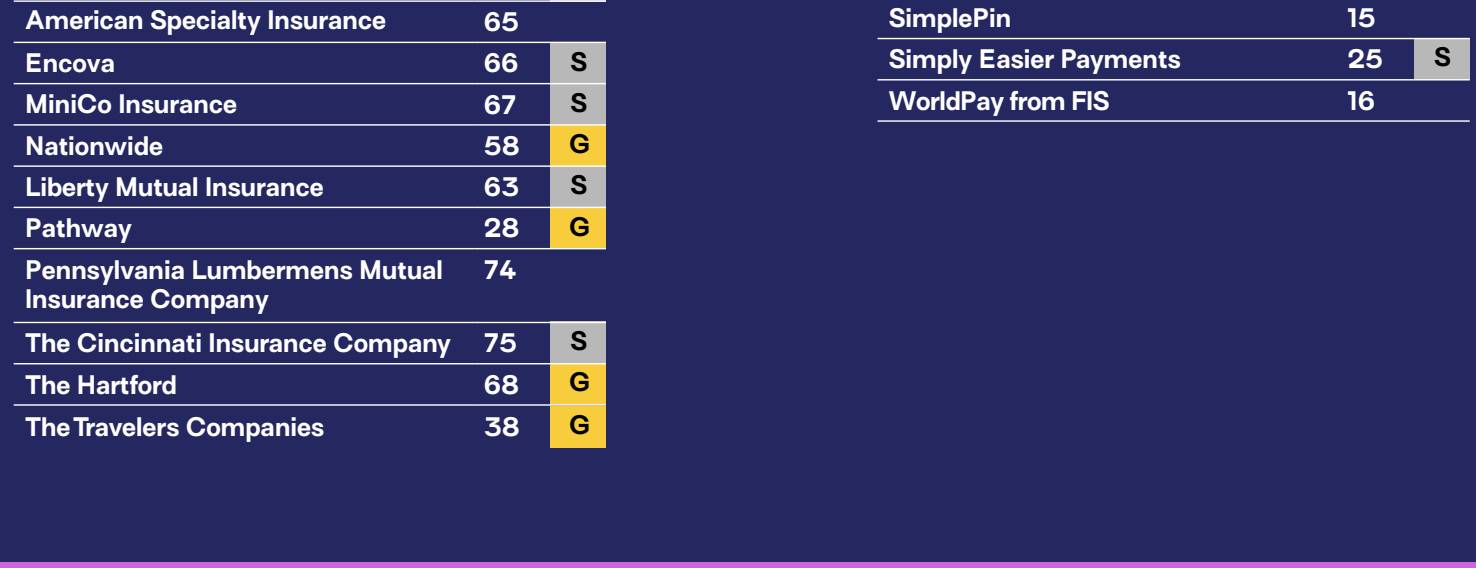 American Specialty Insurance 65
Encova 66 S
MiniCo Insurance 67 S
Nationwide 58 G
Liberty Mutual Insurance 63 S
Pathway 28 G
Pennsylvania Lumbermens Mutual 74
Insurance Company
The Cincinnati Insurance Company 75 S
The Hartford 68 G
The Travelers Companies 38 G
SimplePin 15
Simply Easier Payments 25 S
WorldPay from FIS 16